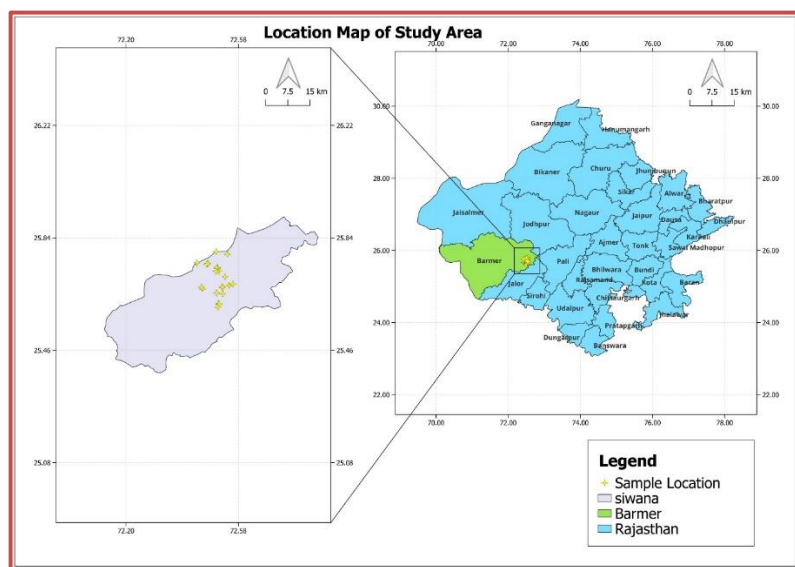 Location Map of Study Area
72.20 72.58
0 7.5 15 km
26.22 26.22
25.84 25.84
25.46 25.46
25.08 25.08
72.20 72.58
70.00 72.00 74.00 76.00 78.00
0 7.5 15 km
30.00
28.00 28.00
26.00 26.00
24.00 24.00
22.00 22.00
70.00 72.00 74.00 76.00 78.00
Ganganagar
Hanumangarh
Bikaner
Churu
Jhunjhunun
Sikar
Alwar
Bharatpur
Jaisalmer
Jodhpur
Nagaur
Jaipur
Dausa
Dhaulpur
Karauli
Ajmer
Tonk
Sawai Madhopur
Barmer
Pali
Bhilwara
Bundi
Rajsamand
Kota
Baran
Jalor
Sirohi
Chittaurgarh
Udaipur
Jhalawar
Pratapgarh
Dungarpur
Banswara
Legend
Sample Location
siwana
Barmer
Rajasthan